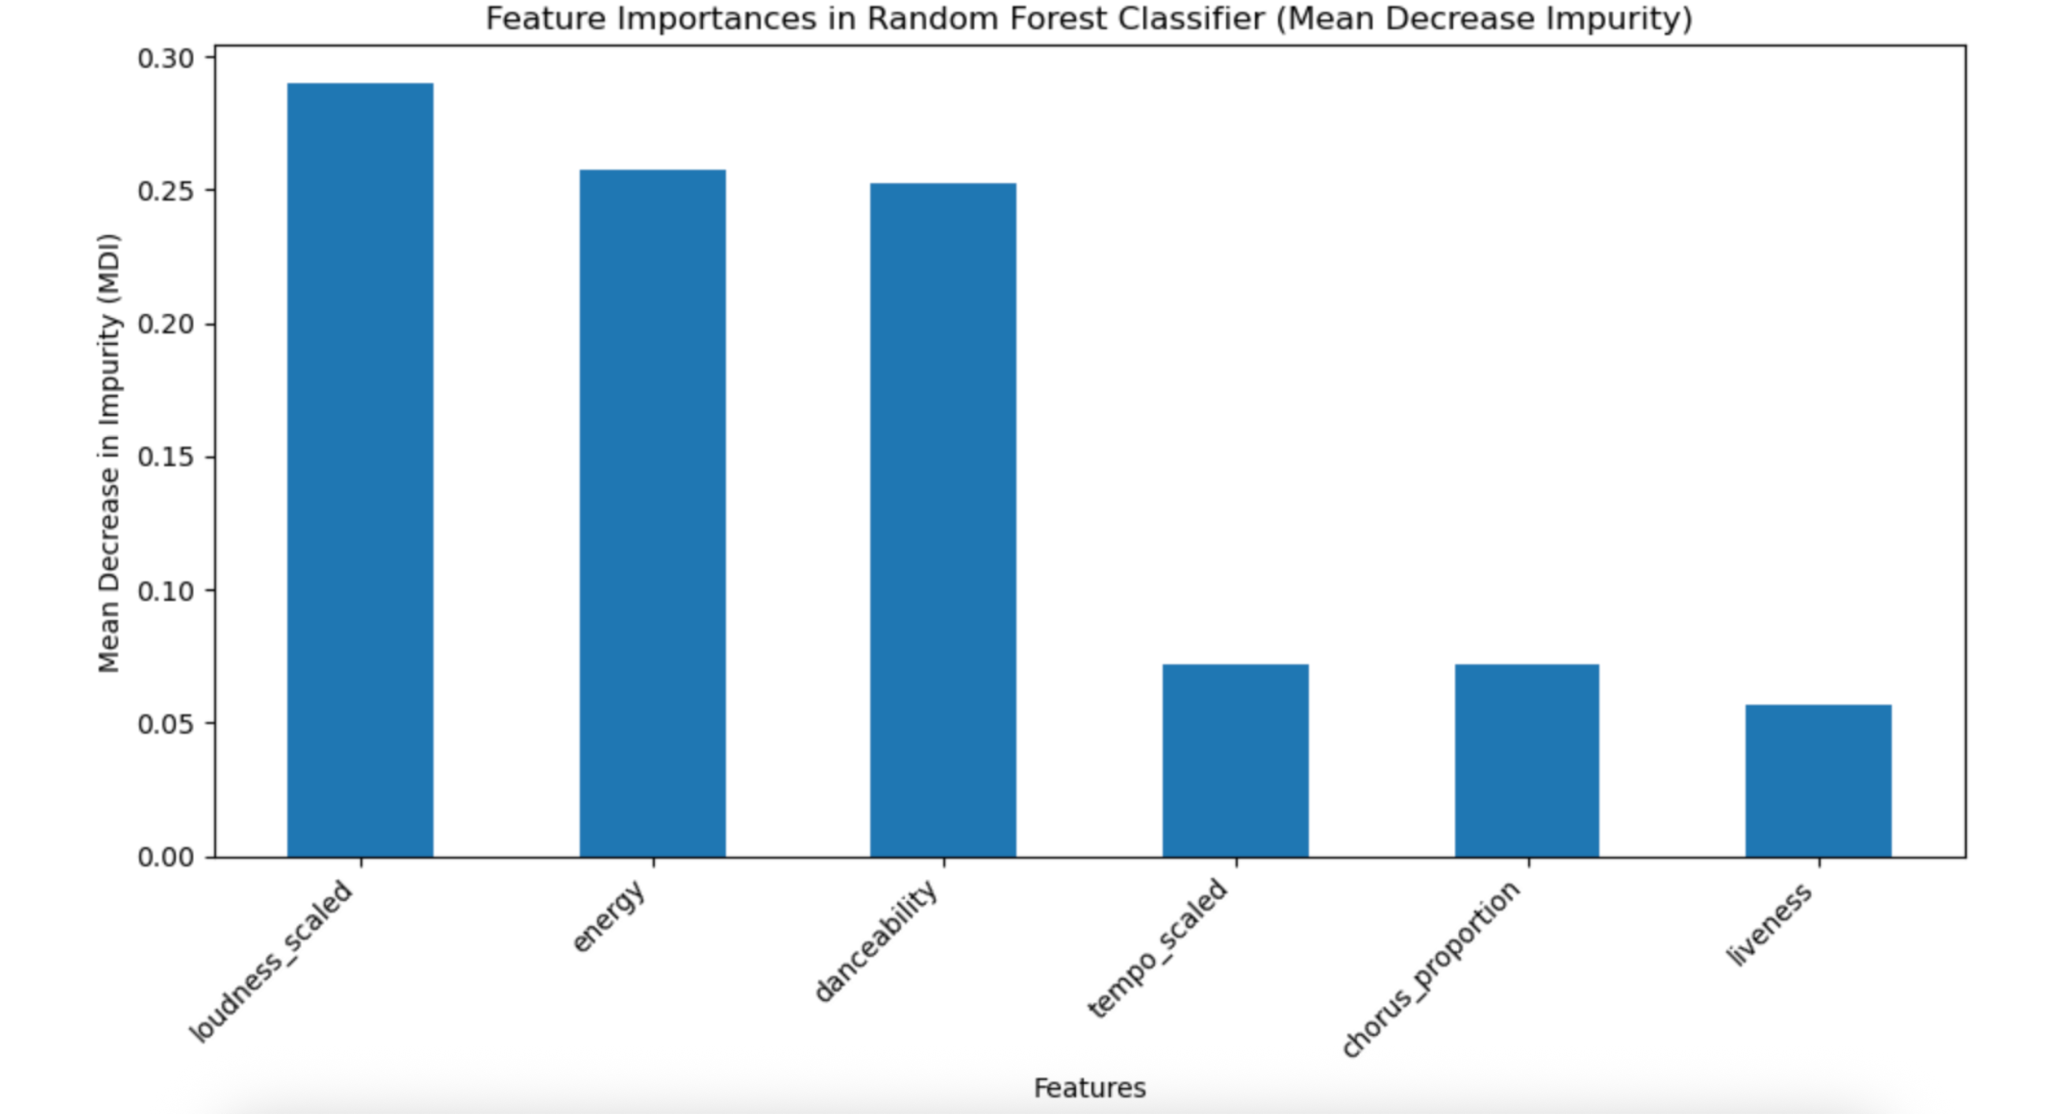 Feature Importances in Random Forest Classifier (Mean Decrease Impurity)
Mean Decrease in Impurity (MDI)
0.30
0.25
0.20
0.15
0.10
0.05
0.00
loudness_scaled
energy
danceability
tempo_scaled
chorus_proportion
liveness
Features